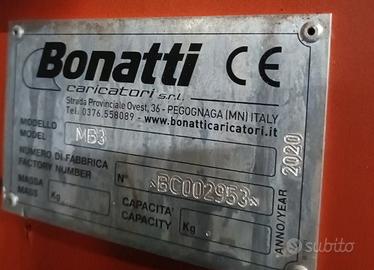 Bonatti CE
caricatori s.r.l.
Strada Provinciale Ovest, 36 - PEGOGNAGA (MN) ITALY
Tel. 0376.558089 - www.bonatticaricatori.it
MODELLO
MODEL MB3
NUMERO DI FABBRICA
FACTORY NUMBER N° *BC002953*
MASSA
MASS Kg
CAPACITÀ
CAPACITY Kg
ANNO/YEAR 2020
subito